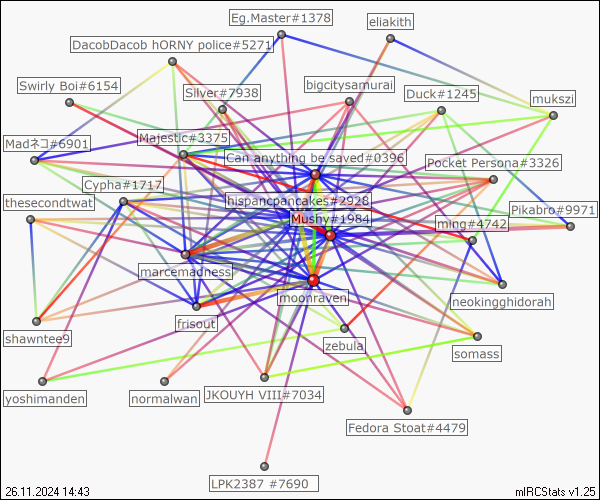 Eg.Master#1378
eliakith
DacobDacob hORNY police#5271
Swirly Boi#6154
Silver#7938
bigcitysamurai
Duck#1245
mukszi
Madネコ#6901
Majestic#3375
Can anything be saved#0396
Pocket Persona#3326
Cypha#1717
thesecondtwat
hispancpancakes#2928
Mushy#1984
Pikabro#9971
ming#4742
marcemadness
moonraven
neokingghidorah
frisout
shawntee9
zebula
somass
yoshimanden
normalwan
JKOUYH VIII#7034
Fedora Stoat#4479
LPK2387 #7690
26.11.2024 14:43
mIRCStats v1.25